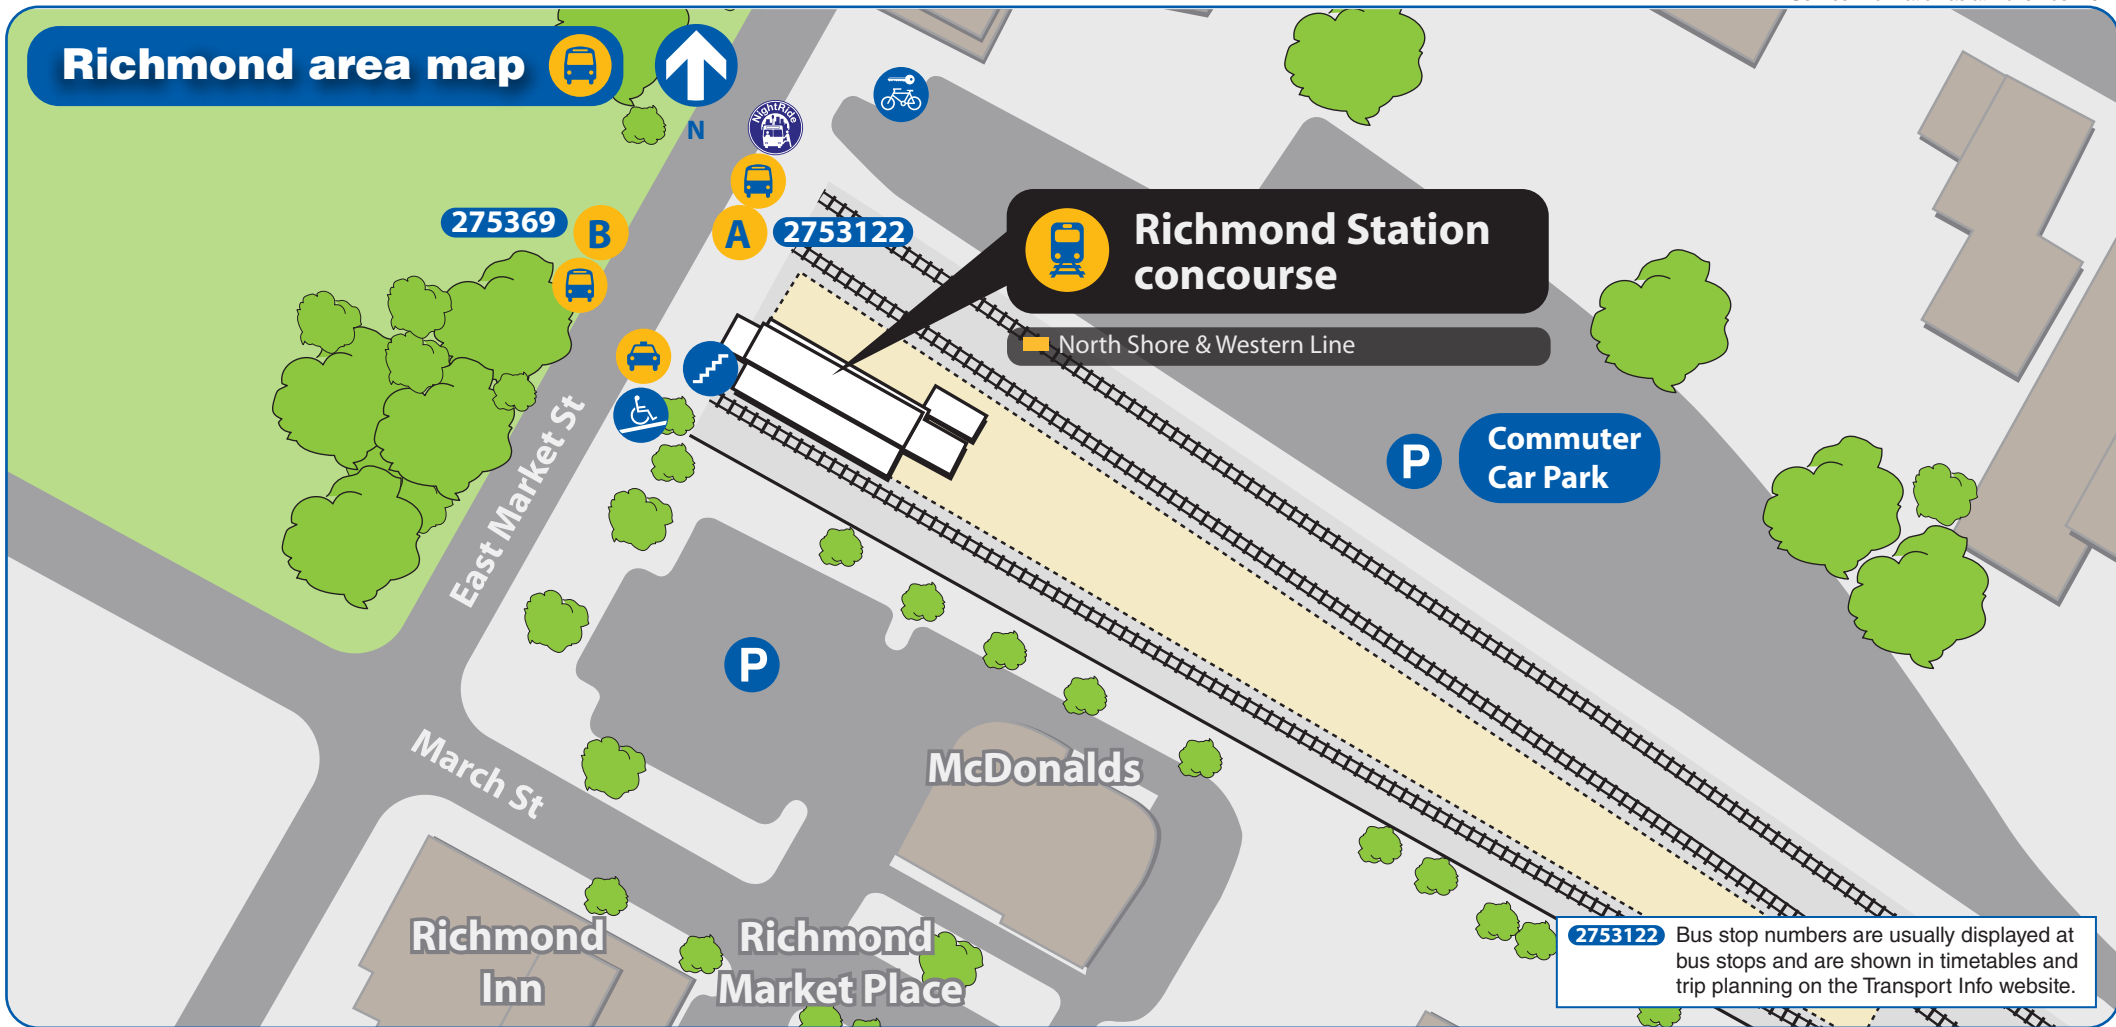 Richmond area map
N
NightRide
275369
B
A
2753122
Richmond Station
concourse
North Shore & Western Line
P
Commuter
Car Park
East Market St
P
March St
McDonalds
Richmond
Inn
Richmond
Market Place
2753122 Bus stop numbers are usually displayed at
bus stops and are shown in timetables and
trip planning on the Transport Info website.